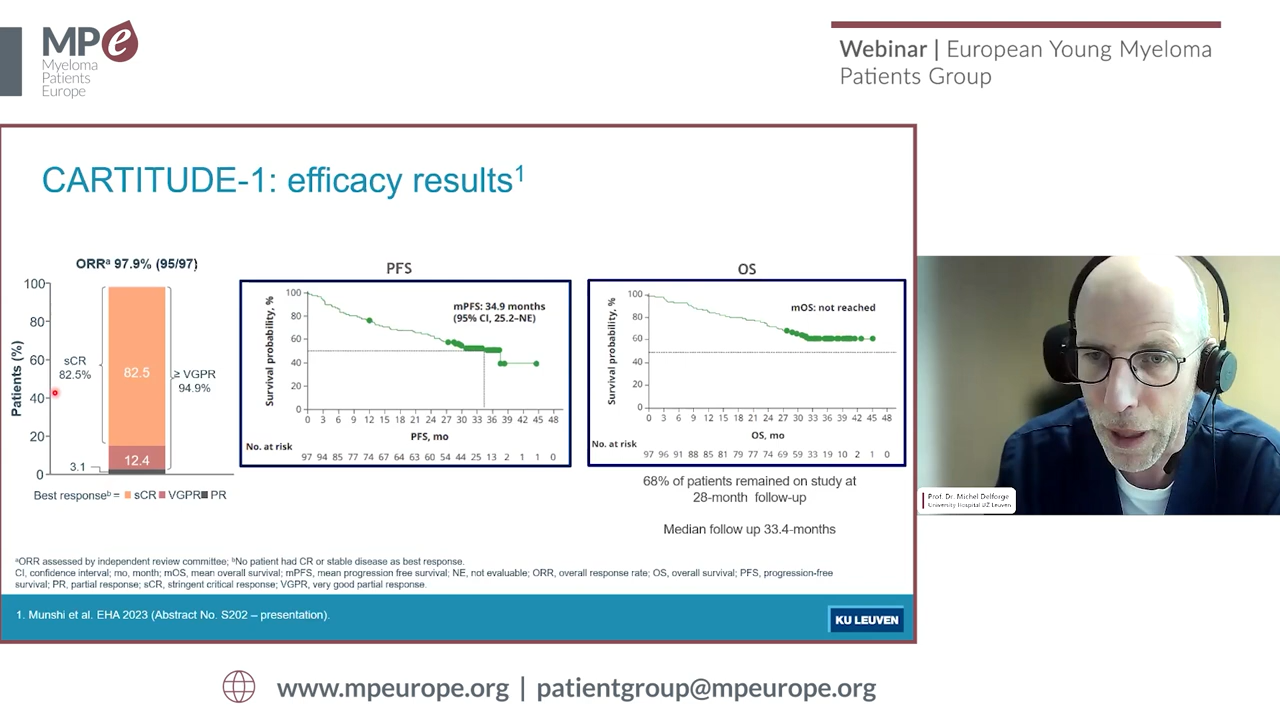 MPe
Myeloma
Patients
Europe
Webinar | European Young Myeloma
Patients Group
CARTITUDE-1: efficacy results1
ORRa 97.9% (95/97)
Patients (%)
100
80
60
40
20
0
sCR
82.5%
82.5
12.4
3.1
≥ VGPR
94.9%
Best responseb = sCR VGPR PR
PFS
Survival probability, %
100
80
60
40
20
0
mPFS: 34.9 months
(95% CI, 25.2–NE)
0 3 6 9 12 15 18 21 24 27 30 33 36 39 42 45 48
PFS, mo
No. at risk
97 94 85 77 74 67 64 63 60 54 44 25 13 2 1 1 0
OS
Survival probability, %
100
80
60
40
20
0
mOS: not reached
0 3 6 9 12 15 18 21 24 27 30 33 36 39 42 45 48
OS, mo
No. at risk
97 96 91 88 85 81 79 77 74 69 59 31 19 10 2 1 0
68% of patients remained on study at
28-month follow-up
Median follow up 33.4-months
aORR assessed by independent review committee; bNo patient had CR or stable disease as best response.
CI, confidence interval; mo, month; mOS, mean overall survival; mPFS, mean progression free survival; NE, not evaluable; ORR, overall response rate; OS, overall survival; PFS, progression-free
survival; PR, partial response; sCR, stringent critical response; VGPR, very good partial response.
1. Munshi et al. EHA 2023 (Abstract No. S202 – presentation).
KU LEUVEN
Prof. Dr. Michel Delforge
University Hospital UZ Leuven
www.mpeurope.org | patientgroup@mpeurope.org